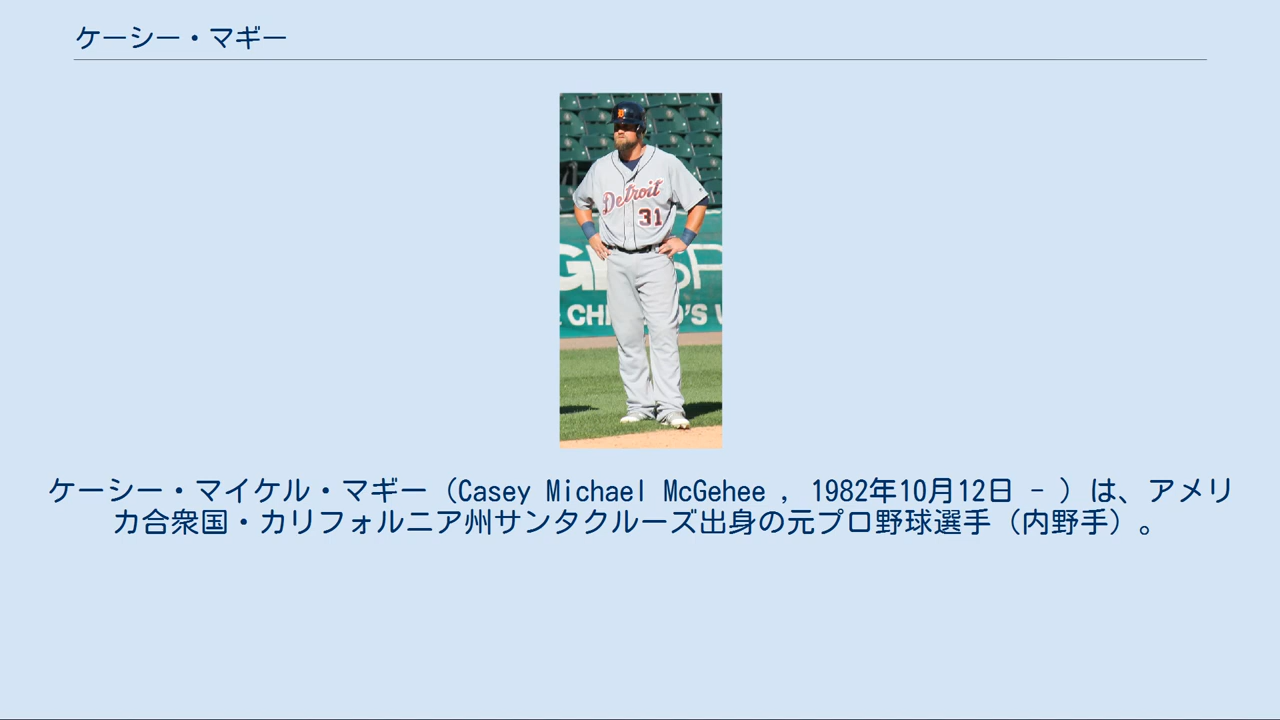 ケーシー・マギー
Detroit
31
ケーシー・マイケル・マギー（Casey Michael McGehee , 1982年10月12日 - ）は、アメリ
カ合衆国・カリフォルニア州サンタクルーズ出身の元プロ野球選手（内野手）。